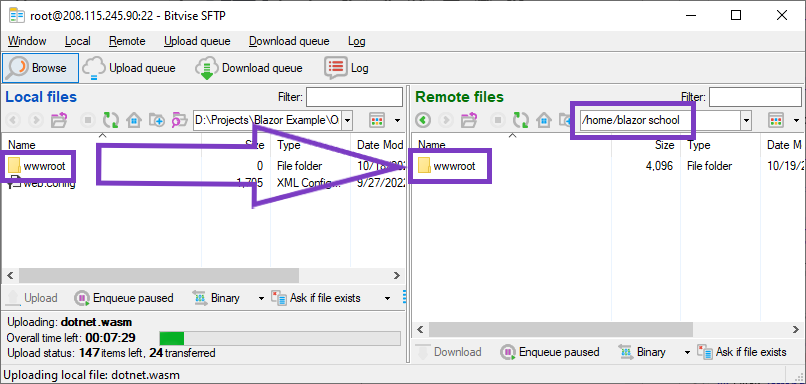 root@208.115.245.90:22 - Bitvise SFTP
Window Local Remote Upload queue Download queue Log
Browse Upload queue Download queue Log
Local files Filter:
D:\Projects\Blazor Example\O
Name Size Type Date Mod
wwwroot 0 File folder 10/18/202
web.config 1,795 XML Config... 9/27/2022
Upload Enqueue paused Binary Ask if file exists
Uploading: dotnet.wasm
Overall time left: 00:07:29
Upload status: 147 items left, 24 transferred
Remote files Filter:
/home/blazor school
Name Size Type Date M
wwwroot 4,096 File folder 10/19/2
Download Enqueue paused Binary Ask if file exists
Uploading local file: dotnet.wasm